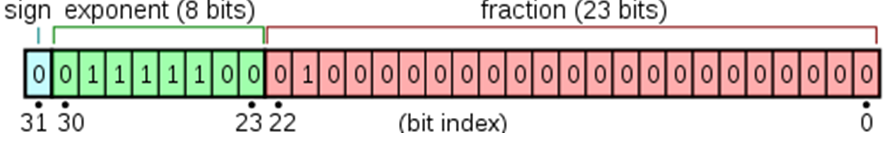 sign exponent (8 bits) fraction (23 bits)
0 0 1 1 1 1 1 0 0 0 1 0 0 0 0 0 0 0 0 0 0 0 0 0 0 0 0 0 0 0 0 0
31 30 23 22 (bit index) 0